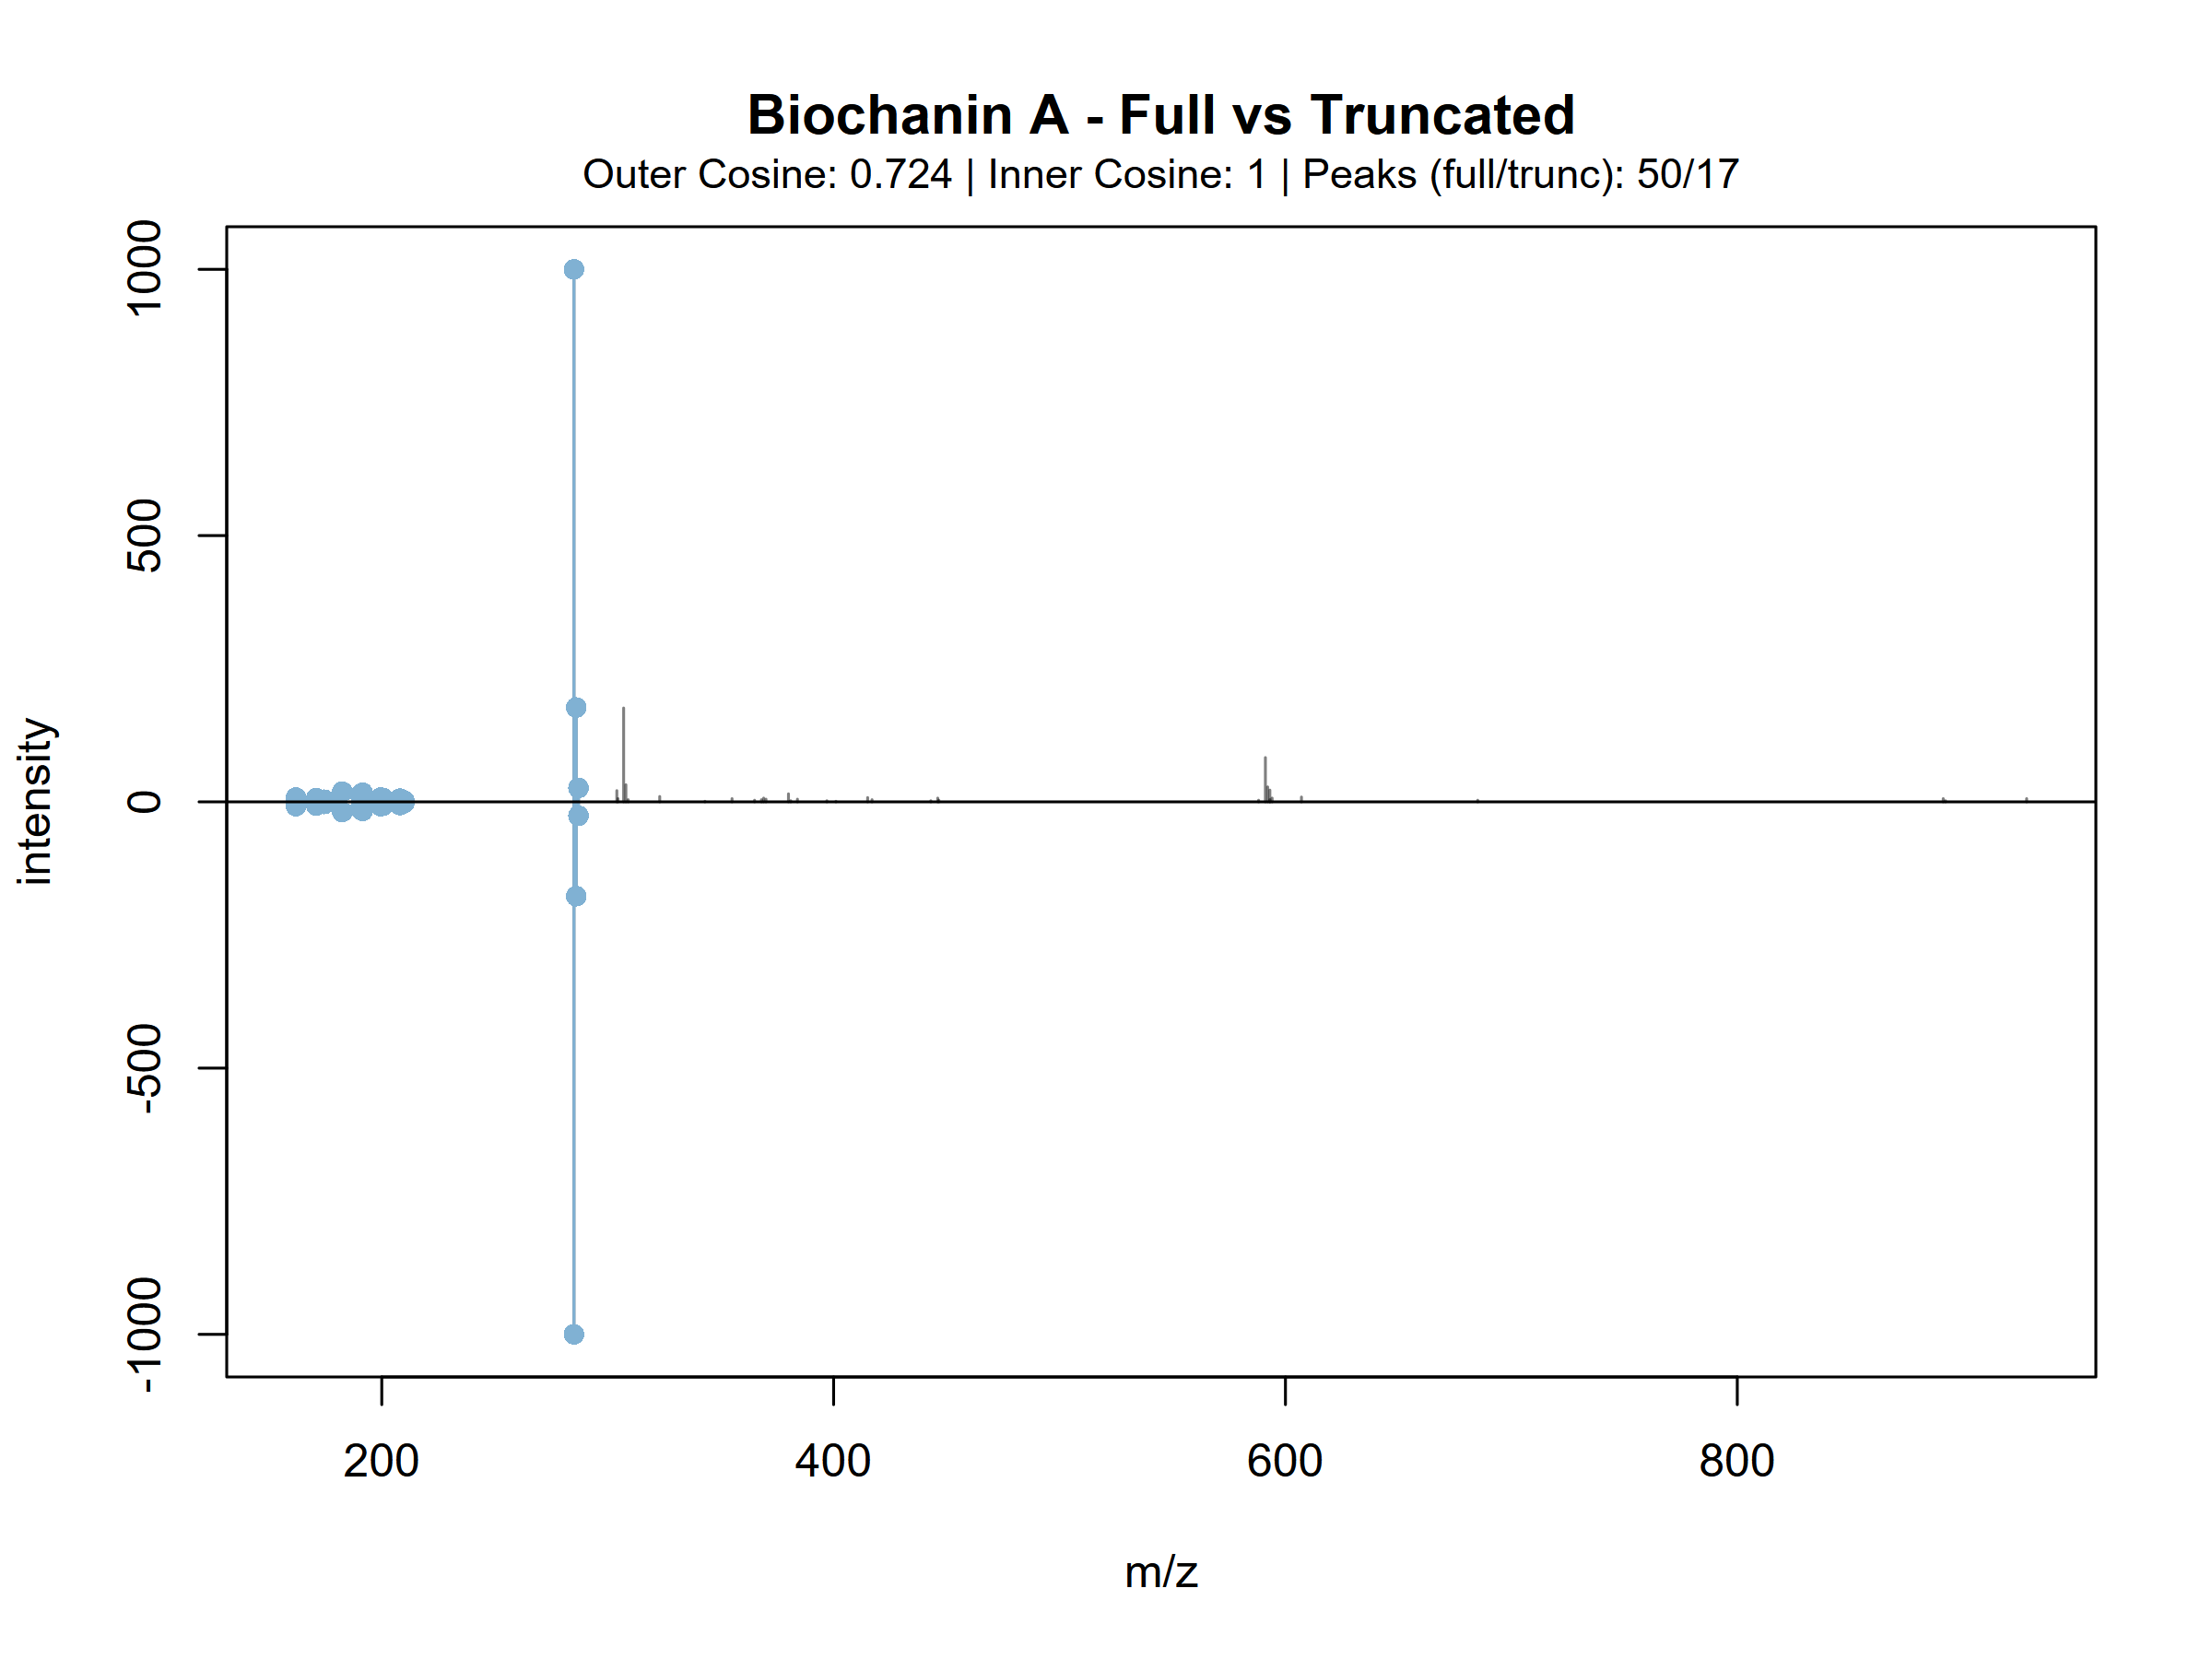 Biochanin A - Full vs Truncated
Outer Cosine: 0.724 | Inner Cosine: 1 | Peaks (full/trunc): 50/17
1000
500
0
-500
-1000
intensity
200 400 600 800
m/z